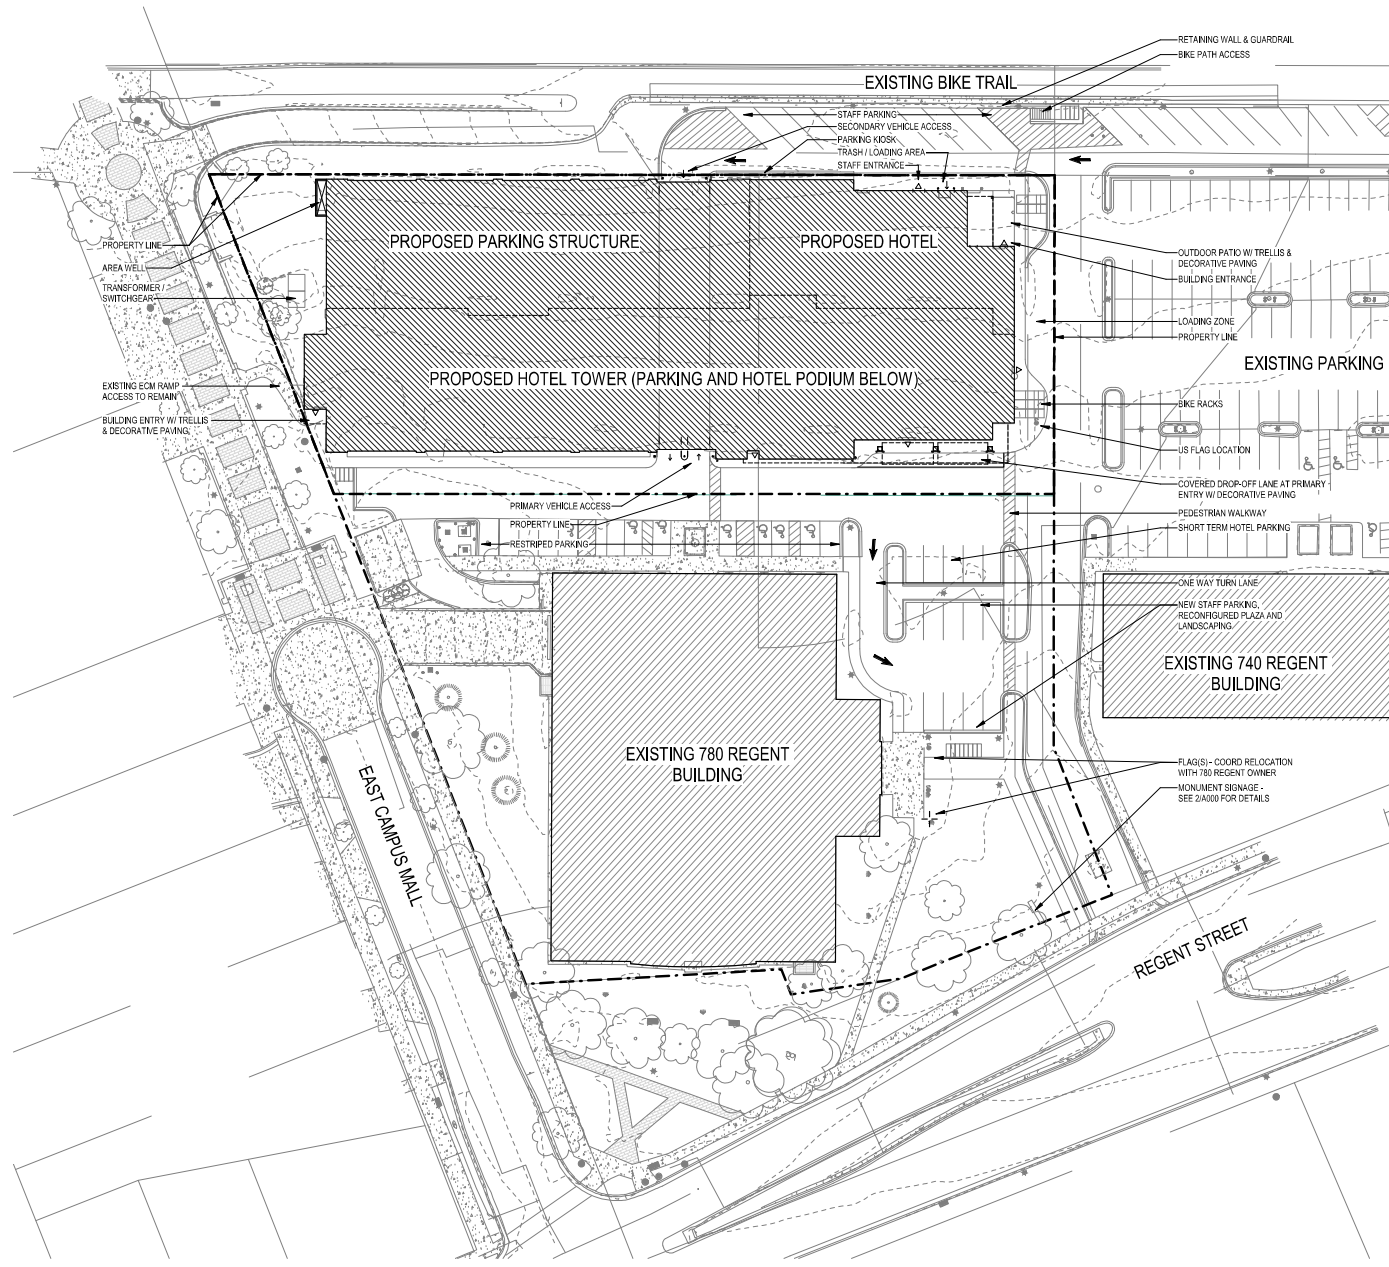 RETAINING WALL & GUARDRAIL
BIKE PATH ACCESS
EXISTING BIKE TRAIL
STAFF PARKING
SECONDARY VEHICLE ACCESS
PARKING KIOSK
TRASH / LOADING AREA
STAFF ENTRANCE
PROPERTY LINE
AREA WELL
TRANSFORMER /
SWITCHGEAR
PROPOSED PARKING STRUCTURE
PROPOSED HOTEL
OUTDOOR PATIO W/ TRELLIS &
DECORATIVE PAVING
BUILDING ENTRANCE
LOADING ZONE
PROPERTY LINE
EXISTING PARKING
EXISTING ECM RAMP
ACCESS TO REMAIN
BUILDING ENTRY W/ TRELLIS
& DECORATIVE PAVING
PROPOSED HOTEL TOWER (PARKING AND HOTEL PODIUM BELOW)
BIKE RACKS
US FLAG LOCATION
COVERED DROP-OFF LANE AT PRIMARY
ENTRY W/ DECORATIVE PAVING
PEDESTRIAN WALKWAY
SHORT TERM HOTEL PARKING
PRIMARY VEHICLE ACCESS
PROPERTY LINE
RESTRIPED PARKING
ONE WAY TURN LANE
NEW STAFF PARKING,
RECONFIGURED PLAZA AND
LANDSCAPING
EXISTING 740 REGENT
BUILDING
EXISTING 780 REGENT
BUILDING
FLAG(S) - COORD RELOCATION
WITH 780 REGENT OWNER
MONUMENT SIGNAGE -
SEE 2/A000 FOR DETAILS
EAST CAMPUS MALL
REGENT STREET